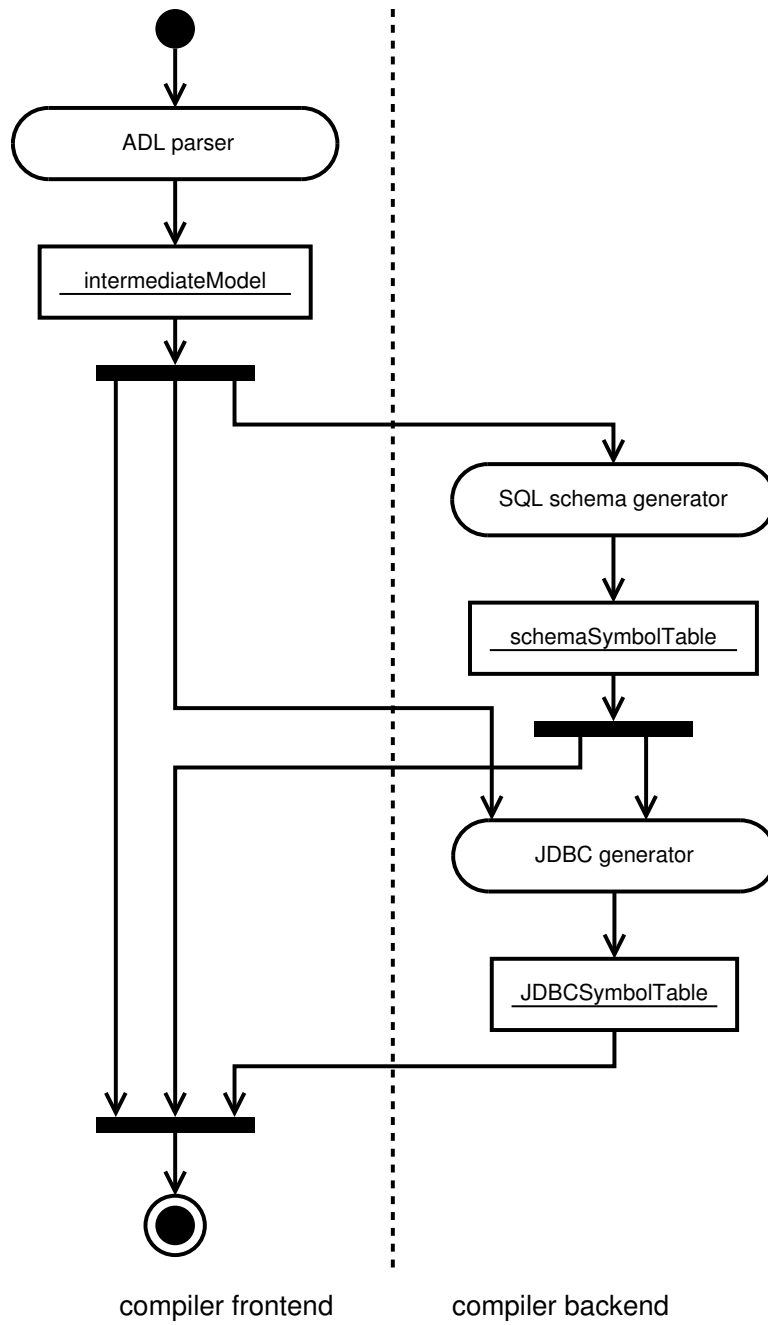 ADL parser
intermediateModel
SQL schema generator
schemaSymbolTable
JDBC generator
JDBCSymbolTable
compiler frontend
compiler backend